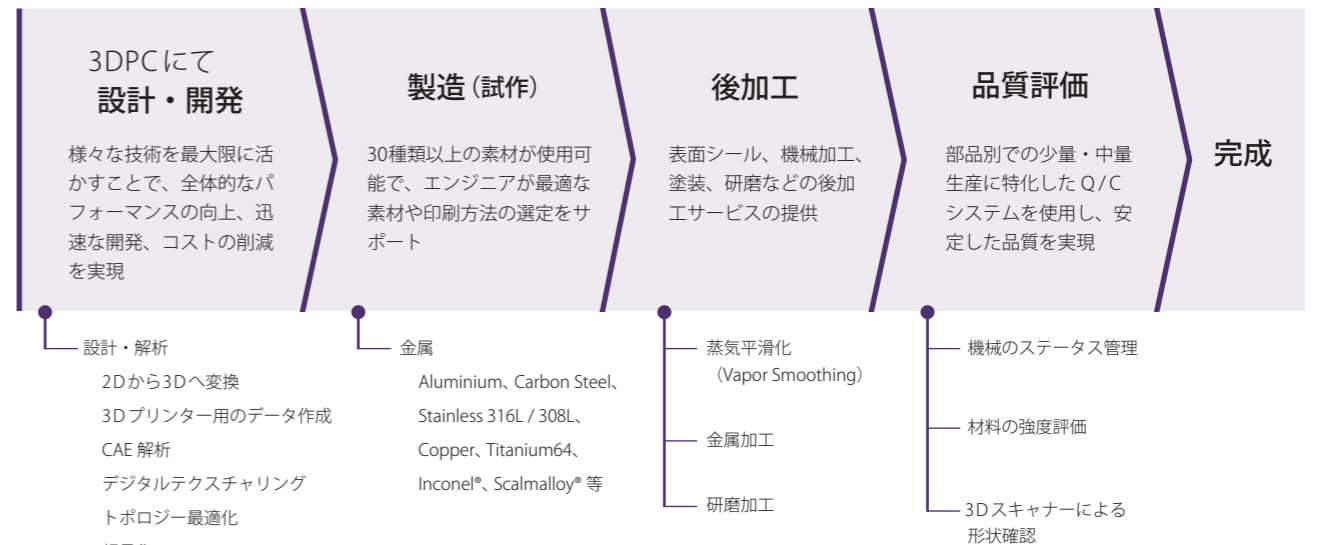 3DPCにて
設計・開発
様々な技術を最大限に活
かすことで、全体的なパ
フォーマンスの向上、迅
速な開発、コストの削減
を実現
製造(試作)
30種類以上の素材が使用可
能で、エンジニアが最適な
素材や印刷方法の選定をサ
ポート
後加工
表面シール、機械加工、
塗装、研磨などの後加
工サービスの提供
品質評価
部品別での少量・中量
生産に特化した Q/C
システムを使用し、安
定した品質を実現
完成
設計・解析
2Dから3Dへ変換
3Dプリンター用のデータ作成
CAE 解析
デジタルテクスチャリング
トポロジー最適化
金属
Aluminium、Carbon Steel、
Stainless 316L / 308L、
Copper、Titanium64、
Inconel®、Scalmalloy® 等
蒸気平滑化
(Vapor Smoothing)
金属加工
研磨加工
機械のステータス管理
材料の強度評価
3Dスキャナーによる
形状確認